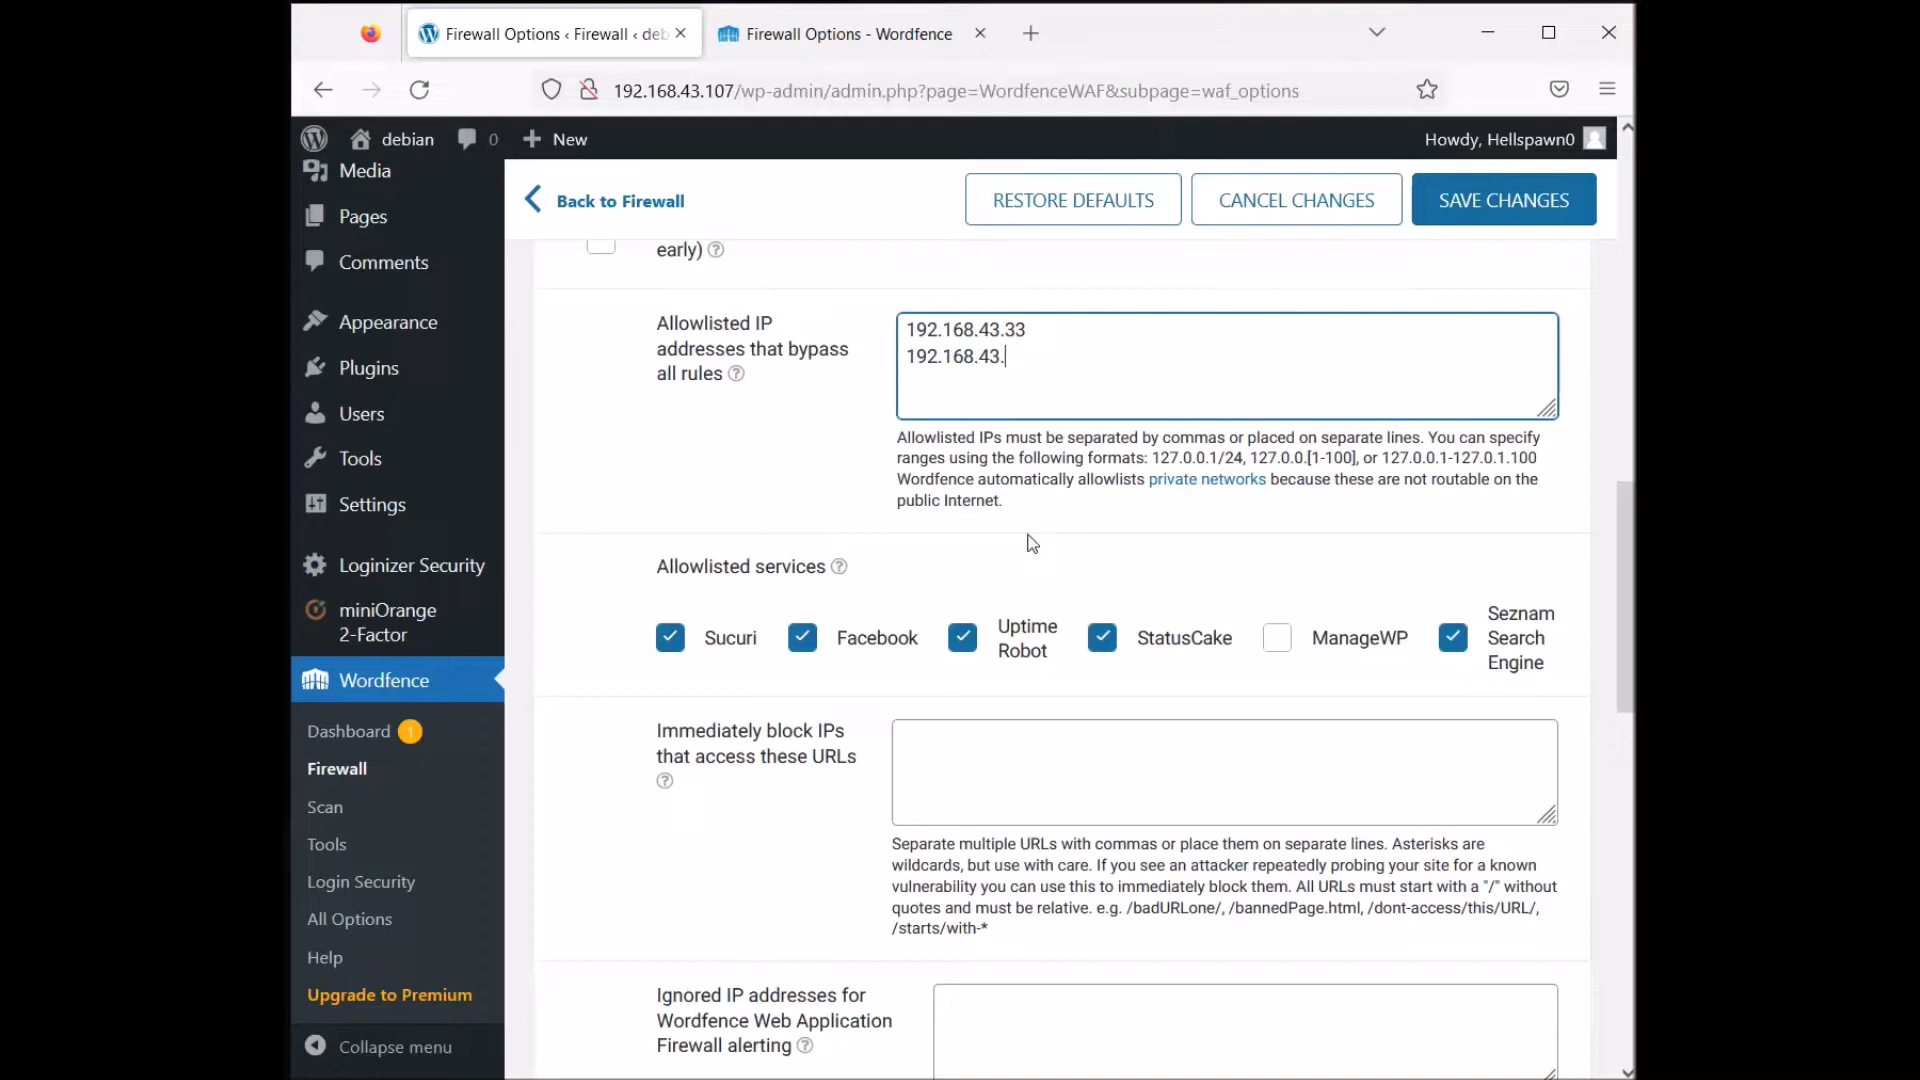 Firewall Options ‹ Firewall ‹ deb
Firewall Options - Wordfence
192.168.43.107/wp-admin/admin.php?page=WordfenceWAF&subpage=waf_options
debian
0
New
Howdy, Hellspawn0
Media
Pages
Comments
Appearance
Plugins
Users
Tools
Settings
Loginizer Security
miniOrange
2-Factor
Wordfence
Dashboard 1
Firewall
Scan
Tools
Login Security
All Options
Help
Upgrade to Premium
Collapse menu
Back to Firewall
RESTORE DEFAULTS
CANCEL CHANGES
SAVE CHANGES
early) ?
Allowlisted IP
addresses that bypass
all rules ?
192.168.43.33
192.168.43.
Allowlisted IPs must be separated by commas or placed on separate lines. You can specify
ranges using the following formats: 127.0.0.1/24, 127.0.0.[1-100], or 127.0.0.1-127.0.1.100
Wordfence automatically allowlists private networks because these are not routable on the
public Internet.
Allowlisted services ?
Sucuri
Facebook
Uptime
Robot
StatusCake
ManageWP
Seznam
Search
Engine
Immediately block IPs
that access these URLs
?
Separate multiple URLs with commas or place them on separate lines. Asterisks are
wildcards, but use with care. If you see an attacker repeatedly probing your site for a known
vulnerability you can use this to immediately block them. All URLs must start with a "/" without
quotes and must be relative. e.g. /badURLone/, /bannedPage.html, /dont-access/this/URL/,
/starts/with-*
Ignored IP addresses for
Wordfence Web Application
Firewall alerting ?